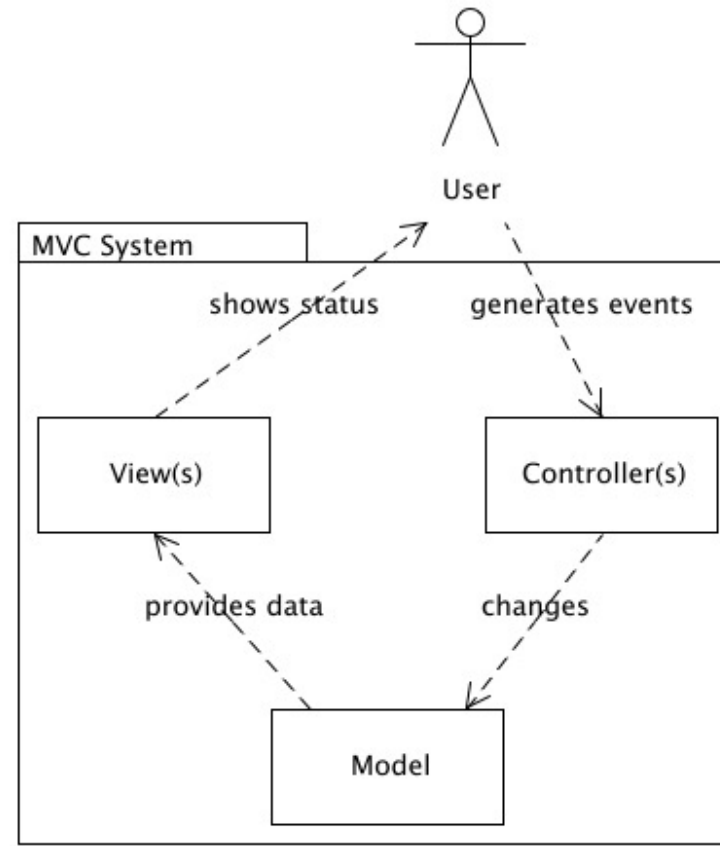 User
MVC System
shows status
generates events
View(s)
Controller(s)
provides data
changes
Model